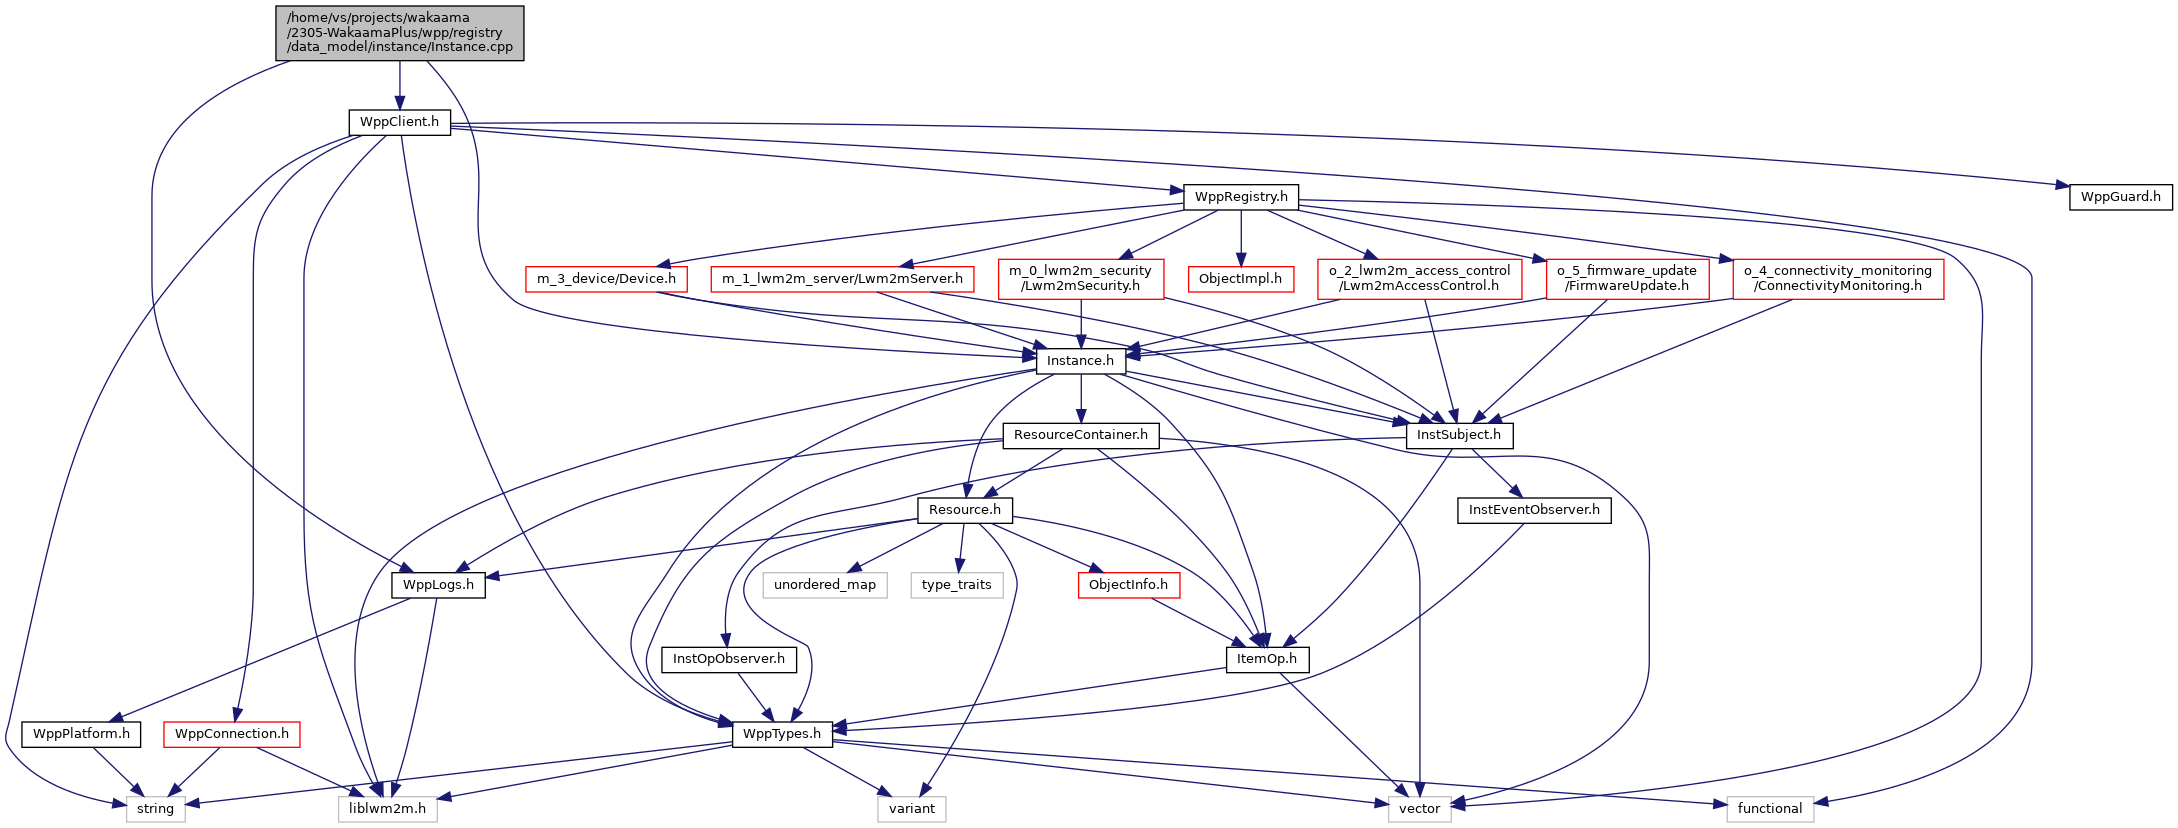 /home/vs/projects/wakaama
/2305-WakaamaPlus/wpp/registry
/data_model/instance/Instance.cpp
WppClient.h
WppRegistry.h
WppGuard.h
m_3_device/Device.h
m_1_lwm2m_server/Lwm2mServer.h
m_0_lwm2m_security
/Lwm2mSecurity.h
ObjectImpl.h
o_2_lwm2m_access_control
/Lwm2mAccessControl.h
o_5_firmware_update
/FirmwareUpdate.h
o_4_connectivity_monitoring
/ConnectivityMonitoring.h
Instance.h
ResourceContainer.h
InstSubject.h
Resource.h
InstEventObserver.h
WppLogs.h
unordered_map
type_traits
ObjectInfo.h
InstOpObserver.h
ItemOp.h
WppPlatform.h
WppConnection.h
WppTypes.h
string
liblwm2m.h
variant
vector
functional